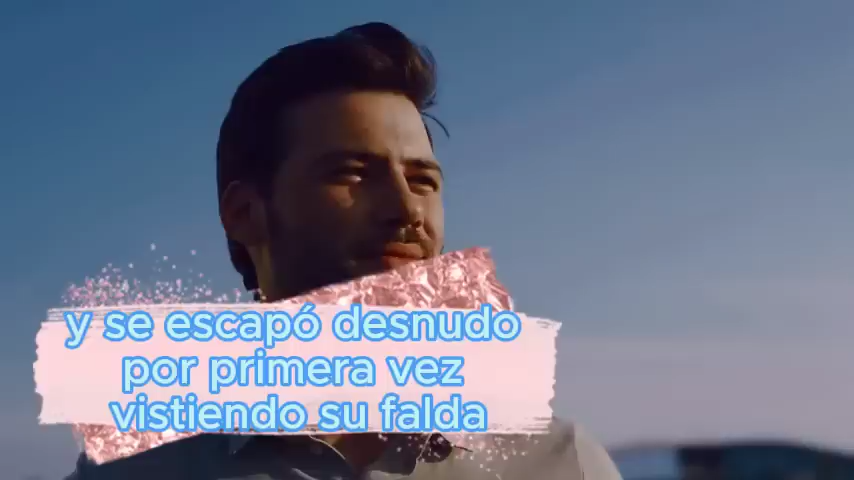 y se escapó desnudo
por primera vez
vistiendo su falda